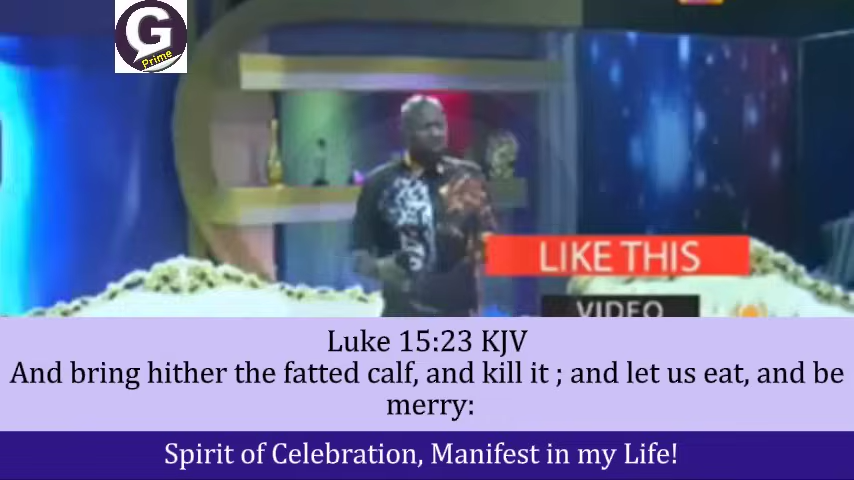 G
Prime
LIKE THIS
VIDEO
Luke 15:23 KJV
And bring hither the fatted calf, and kill it ; and let us eat, and be
merry:
Spirit of Celebration, Manifest in my Life!